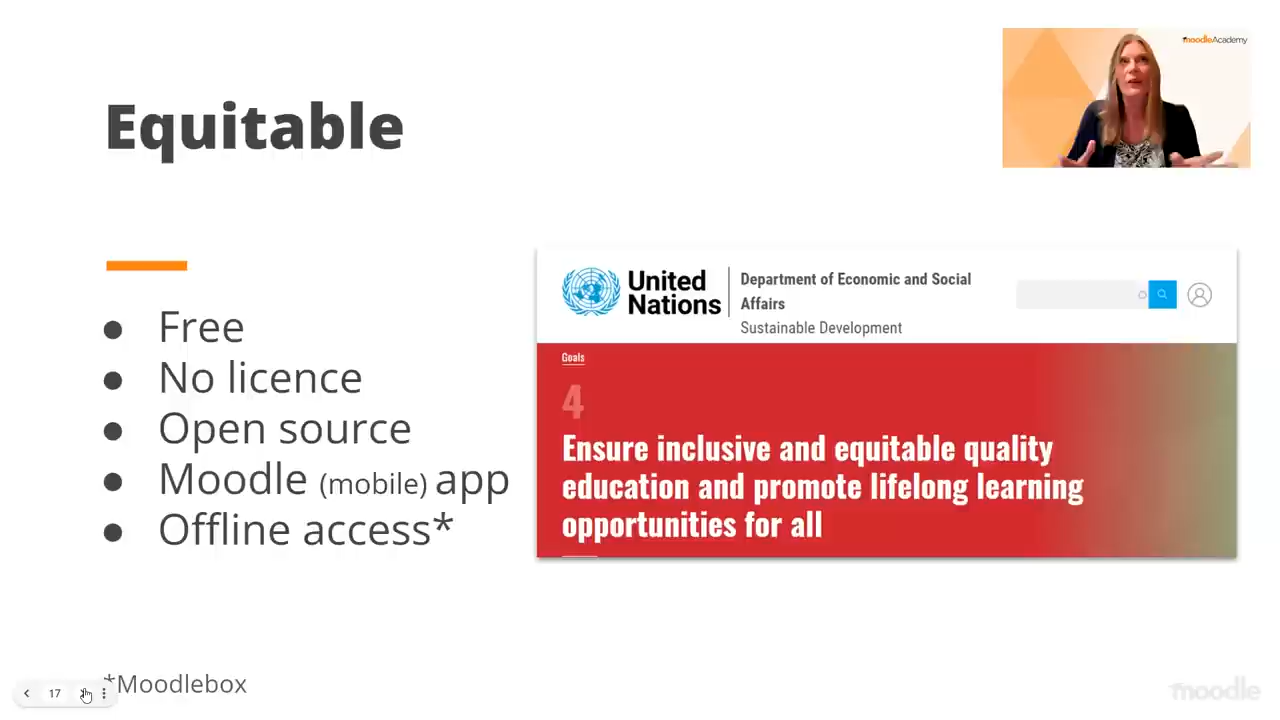 moodleAcademy
Equitable
● Free
● No licence
● Open source
● Moodle (mobile) app
● Offline access*
United
Nations
Department of Economic and Social
Affairs
Sustainable Development
Goals
4
Ensure inclusive and equitable quality
education and promote lifelong learning
opportunities for all
*Moodlebox
17
moodle